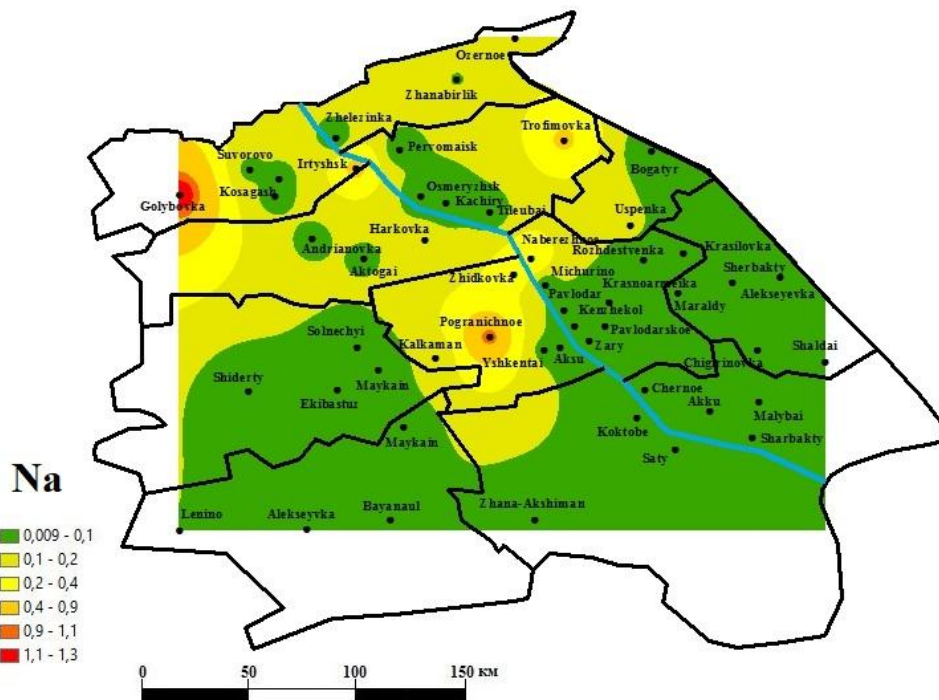 Ozernoe
Zhanabirlik
Zhelezinka
Trofimovka
Pervomaisk
Suvorovo
Irtyshsk
Bogatyr
Kosagash
Osmeryzhsk
Kachiry
Golybovka
Tileubai
Uspenka
Harkovka
Andrianovka
Naberezhnoe
Rozhdestvenka
Krasilovka
Aktogai
Zhidkovka
Michurino
Krasnoarmeika
Sherbakty
Pavlodar
Maraldy
Alekseyevka
Pogranichnoe
Kemzhekol
Solnechyi
Pavlodarskoe
Kalkaman
Zary
Yshkentai
Aksu
Chigirinovka
Shaldai
Shiderty
Maykain
Ekibastur
Chernoe
Akku
Malybai
Maykain
Koktobe
Sharbakty
Saty
Na
Lenino
Alekseyvka
Bayanaul
Zhana-Akshiman
0,009 - 0,1
0,1 - 0,2
0,2 - 0,4
0,4 - 0,9
0,9 - 1,1
1,1 - 1,3
0 50 100 150 км